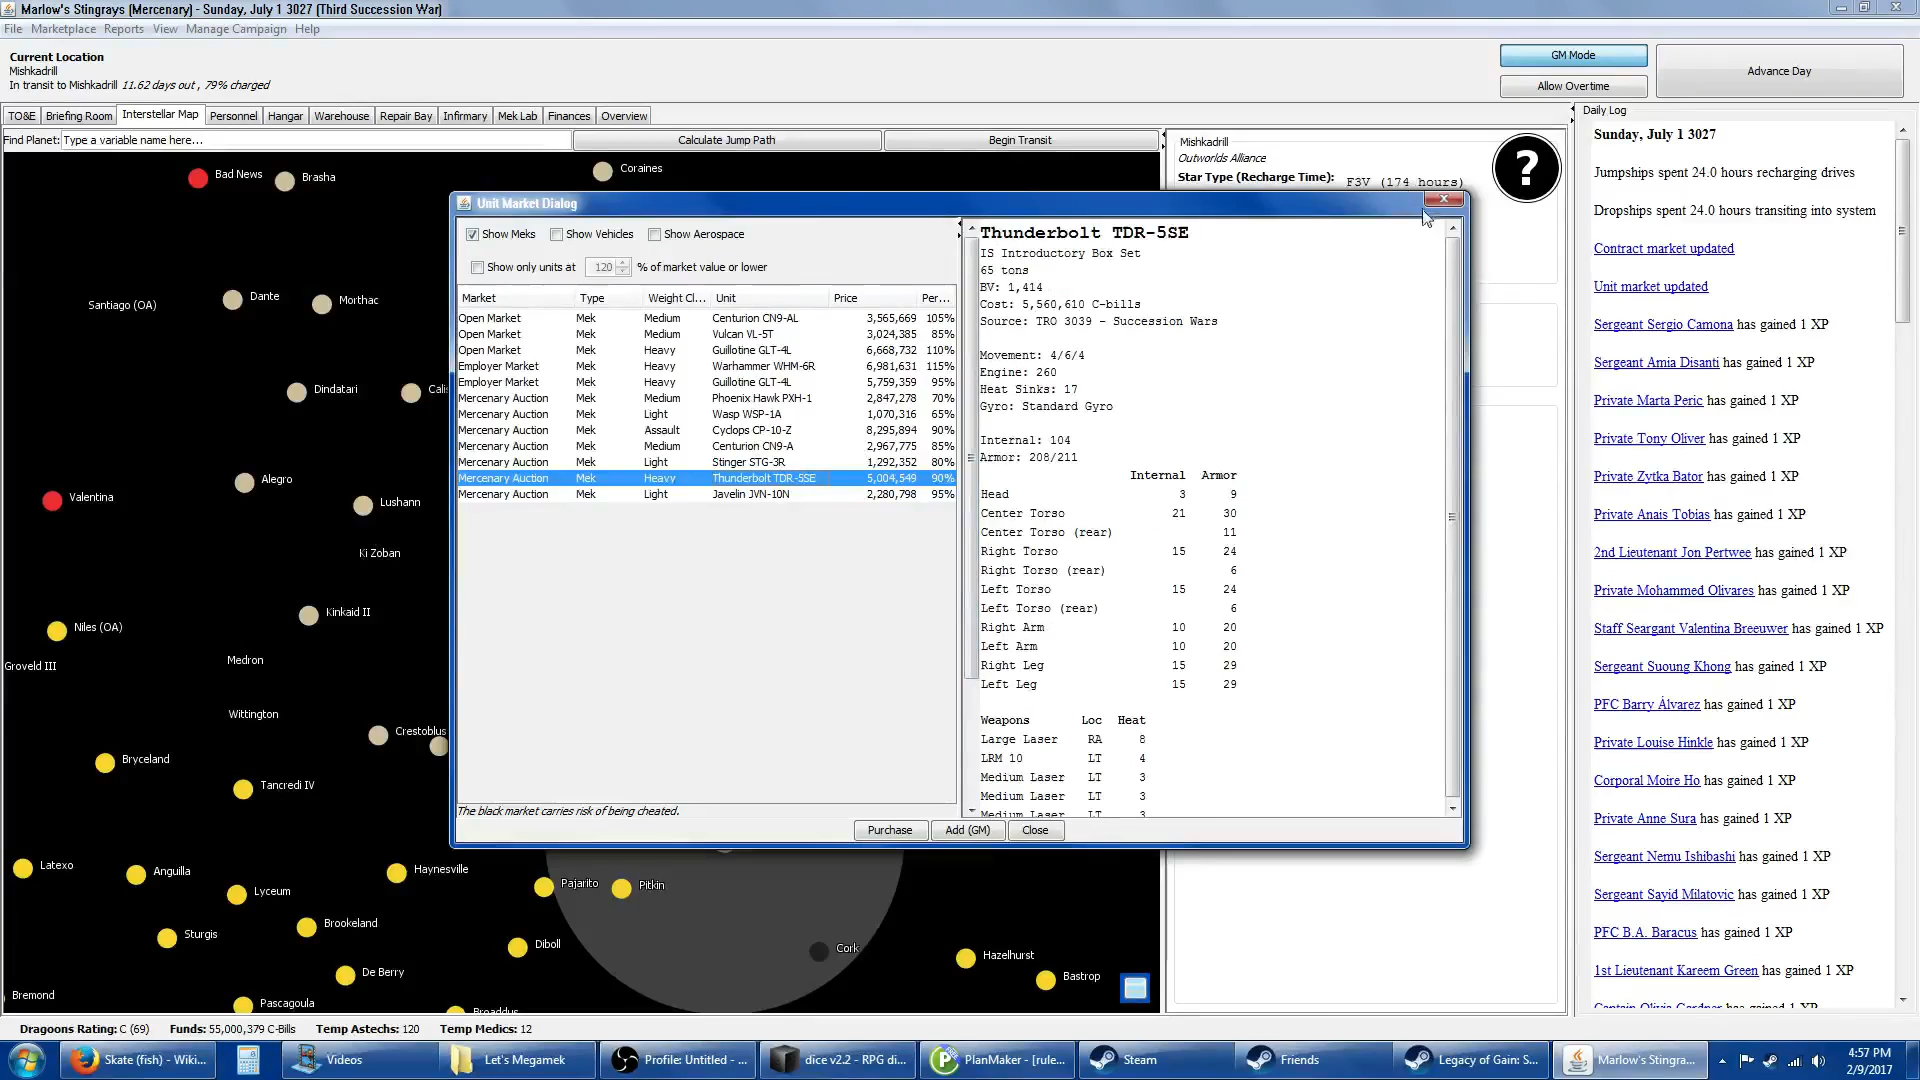 Marlow's Stingrays (Mercenary) - Sunday, July 1 3027 (Third Succession War)
File Marketplace Reports View Manage Campaign Help
Current Location
Mishkadrill
In transit to Mishkadrill 11.62 days out , 79% charged
GM Mode
Allow Overtime
Advance Day
TO&E Briefing Room Interstellar Map Personnel Hangar Warehouse Repair Bay Infirmary Mek Lab Finances Overview
Find Planet: Type a variable name here...
Calculate Jump Path
Begin Transit
Bad News
Brasha
Coraines
Santiago (OA)
Dante
Morthac
Dindatari
Alegro
Valentina
Lushann
Ki Zoban
Kinkaid II
Niles (OA)
Groveld III
Medron
Wittington
Crestoblus
Bryceland
Tancredi IV
Latexo
Anguilla
Lyceum
Haynesville
Brookeland
Sturgis
De Berry
Bremond
Pascagoula
Broaddus
Pajarito
Pitkin
Diboll
Cork
Hazelhurst
Bastrop
Mishkadrill
Outworlds Alliance
Star Type (Recharge Time): F3V (174 hours)
?
Unit Market Dialog
Show Meks Show Vehicles Show Aerospace
Show only units at 120 % of market value or lower
Market Type Weight Cl... Unit Price Per...
Open Market Mek Medium Centurion CN9-AL 3,565,669 105%
Open Market Mek Medium Vulcan VL-5T 3,024,385 85%
Open Market Mek Heavy Guillotine GLT-4L 6,668,732 110%
Employer Market Mek Heavy Warhammer WHM-6R 6,981,631 115%
Employer Market Mek Heavy Guillotine GLT-4L 5,759,359 95%
Mercenary Auction Mek Medium Phoenix Hawk PXH-1 2,847,278 70%
Mercenary Auction Mek Light Wasp WSP-1A 1,070,316 65%
Mercenary Auction Mek Assault Cyclops CP-10-Z 8,295,894 90%
Mercenary Auction Mek Medium Centurion CN9-A 2,967,775 85%
Mercenary Auction Mek Light Stinger STG-3R 1,292,352 80%
Mercenary Auction Mek Heavy Thunderbolt TDR-5SE 5,004,549 90%
Mercenary Auction Mek Light Javelin JVN-10N 2,280,798 95%
The black market carries risk of being cheated.
Thunderbolt TDR-5SE
IS Introductory Box Set
65 tons
BV: 1,414
Cost: 5,560,610 C-bills
Source: TRO 3039 - Succession Wars
Movement: 4/6/4
Engine: 260
Heat Sinks: 17
Gyro: Standard Gyro
Internal: 104
Armor: 208/211
Internal Armor
Head 3 9
Center Torso 21 30
Center Torso (rear) 11
Right Torso 15 24
Right Torso (rear) 6
Left Torso 15 24
Left Torso (rear) 6
Right Arm 10 20
Left Arm 10 20
Right Leg 15 29
Left Leg 15 29
Weapons Loc Heat
Large Laser RA 8
LRM 10 LT 4
Medium Laser LT 3
Medium Laser LT 3
Medium Laser LT 3
Purchase Add (GM) Close
Daily Log
Sunday, July 1 3027
Jumpships spent 24.0 hours recharging drives
Dropships spent 24.0 hours transiting into system
Contract market updated
Unit market updated
Sergeant Sergio Camona has gained 1 XP
Sergeant Amia Disanti has gained 1 XP
Private Marta Peric has gained 1 XP
Private Tony Oliver has gained 1 XP
Private Zytka Bator has gained 1 XP
Private Anais Tobias has gained 1 XP
2nd Lieutenant Jon Pertwee has gained 1 XP
Private Mohammed Olivares has gained 1 XP
Staff Seargant Valentina Breeuwer has gained 1 XP
Sergeant Suoung Khong has gained 1 XP
PFC Barry Álvarez has gained 1 XP
Private Louise Hinkle has gained 1 XP
Corporal Moire Ho has gained 1 XP
Private Anne Sura has gained 1 XP
Sergeant Nemu Ishibashi has gained 1 XP
Sergeant Sayid Milatovic has gained 1 XP
PFC B.A. Baracus has gained 1 XP
1st Lieutenant Kareem Green has gained 1 XP
Captain Olivia Gardner has gained 1 XP
Dragoons Rating: C (69) Funds: 55,000,379 C-Bills Temp Astechs: 120 Temp Medics: 12
Skate (fish) - Wiki...
Videos
Let's Megamek
Profile: Untitled - ...
dice v2.2 - RPG di...
PlanMaker - [rule...
Steam
Friends
Legacy of Gain: S...
Marlow's Stingra...
4:57 PM
2/9/2017